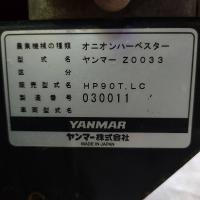 農業機械の種類 オニオンハーベスター
型式名 ヤンマー Z0033
区分
販売型式名 HP90T,LC
製造番号 030011
車両型式名
YANMAR
ヤンマー株式会社
MADE IN JAPAN